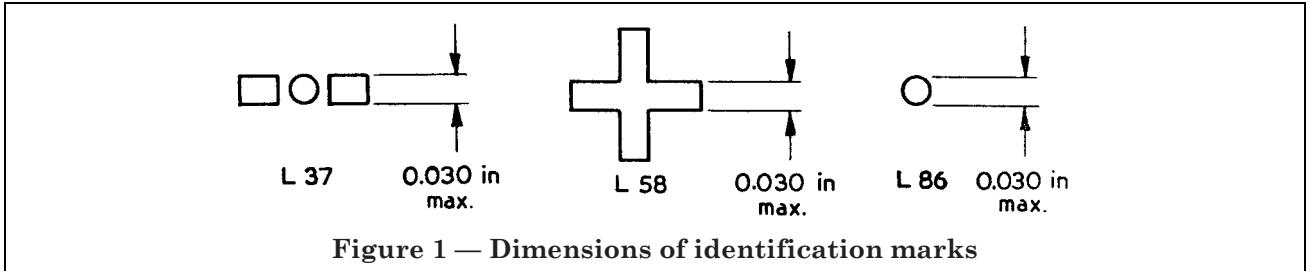 L 37 0.030 in max.
L 58 0.030 in max.
L 86 0.030 in max.
Figure 1 — Dimensions of identification marks